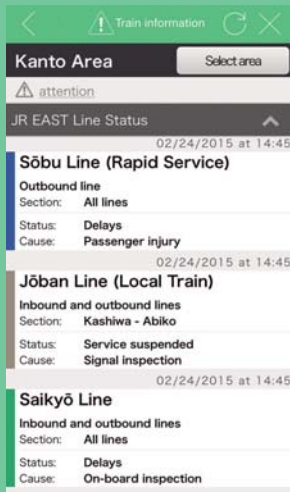 Train information
Kanto Area
Select area
attention
JR EAST Line Status
02/24/2015 at 14:45
Sōbu Line (Rapid Service)
Outbound line
Section: All lines
Status: Delays
Cause: Passenger injury
02/24/2015 at 14:45
Jōban Line (Local Train)
Inbound and outbound lines
Section: Kashiwa - Abiko
Status: Service suspended
Cause: Signal inspection
02/24/2015 at 14:45
Saikyō Line
Inbound and outbound lines
Section: All lines
Status: Delays
Cause: On-board inspection